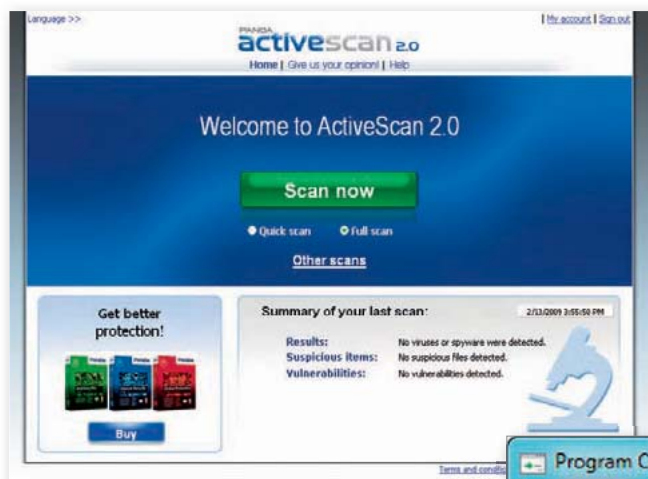 Language >>
| My account | Sign out
PANDA
activescan 2.0
Home | Give us your opinion! | Help
Welcome to ActiveScan 2.0
Scan now
Quick scan Full scan
Other scans
Get better
protection!
Buy
Summary of your last scan: 2/13/2009 3:55:50 PM
Results: No viruses or spyware were detected.
Suspicious items: No suspicious files detected.
Vulnerabilities: No vulnerabilities detected.
Terms and
Program C